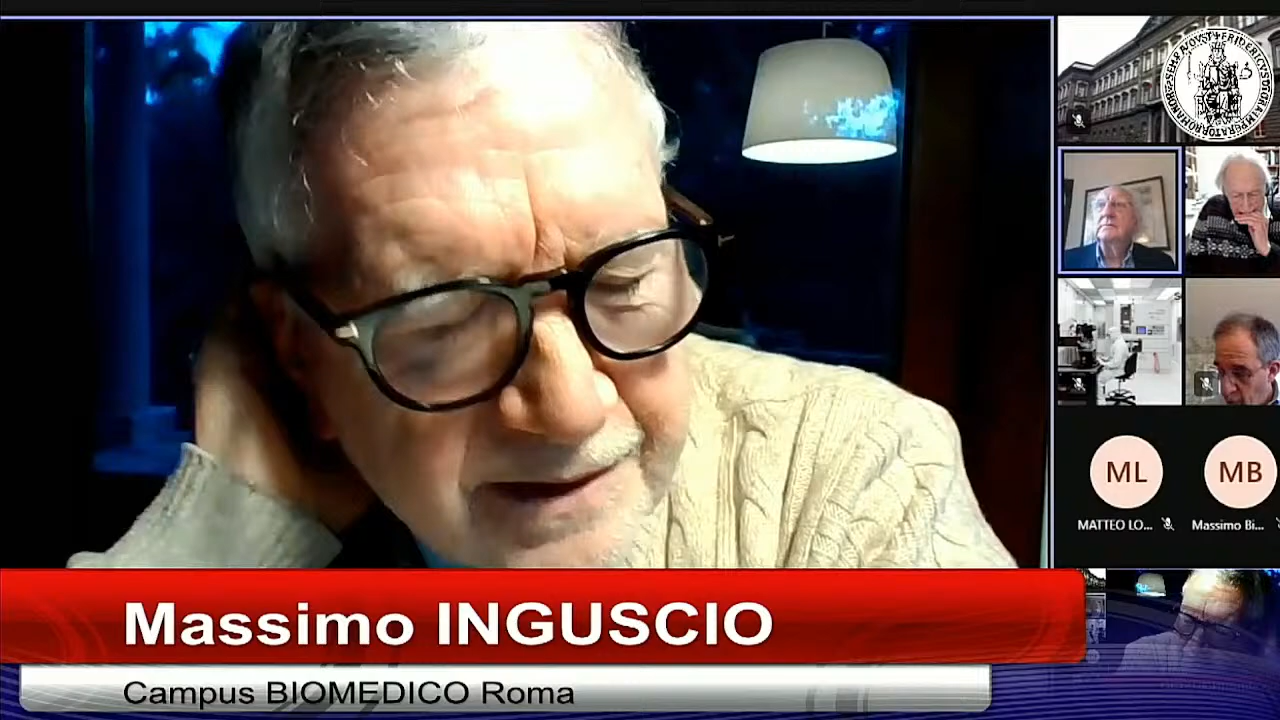 Massimo INGUSCIO
Campus BIOMEDICO Roma
ML
MB
MATTEO LO...
Massimo Bi...